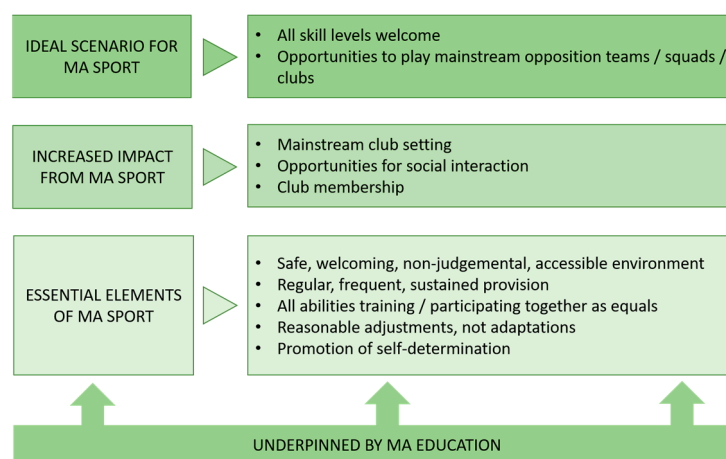 IDEAL SCENARIO FOR
MA SPORT
• All skill levels welcome
• Opportunities to play mainstream opposition teams / squads /
clubs
INCREASED IMPACT
FROM MA SPORT
• Mainstream club setting
• Opportunities for social interaction
• Club membership
ESSENTIAL ELEMENTS
OF MA SPORT
• Safe, welcoming, non-judgemental, accessible environment
• Regular, frequent, sustained provision
• All abilities training / participating together as equals
• Reasonable adjustments, not adaptations
• Promotion of self-determination
UNDERPINNED BY MA EDUCATION